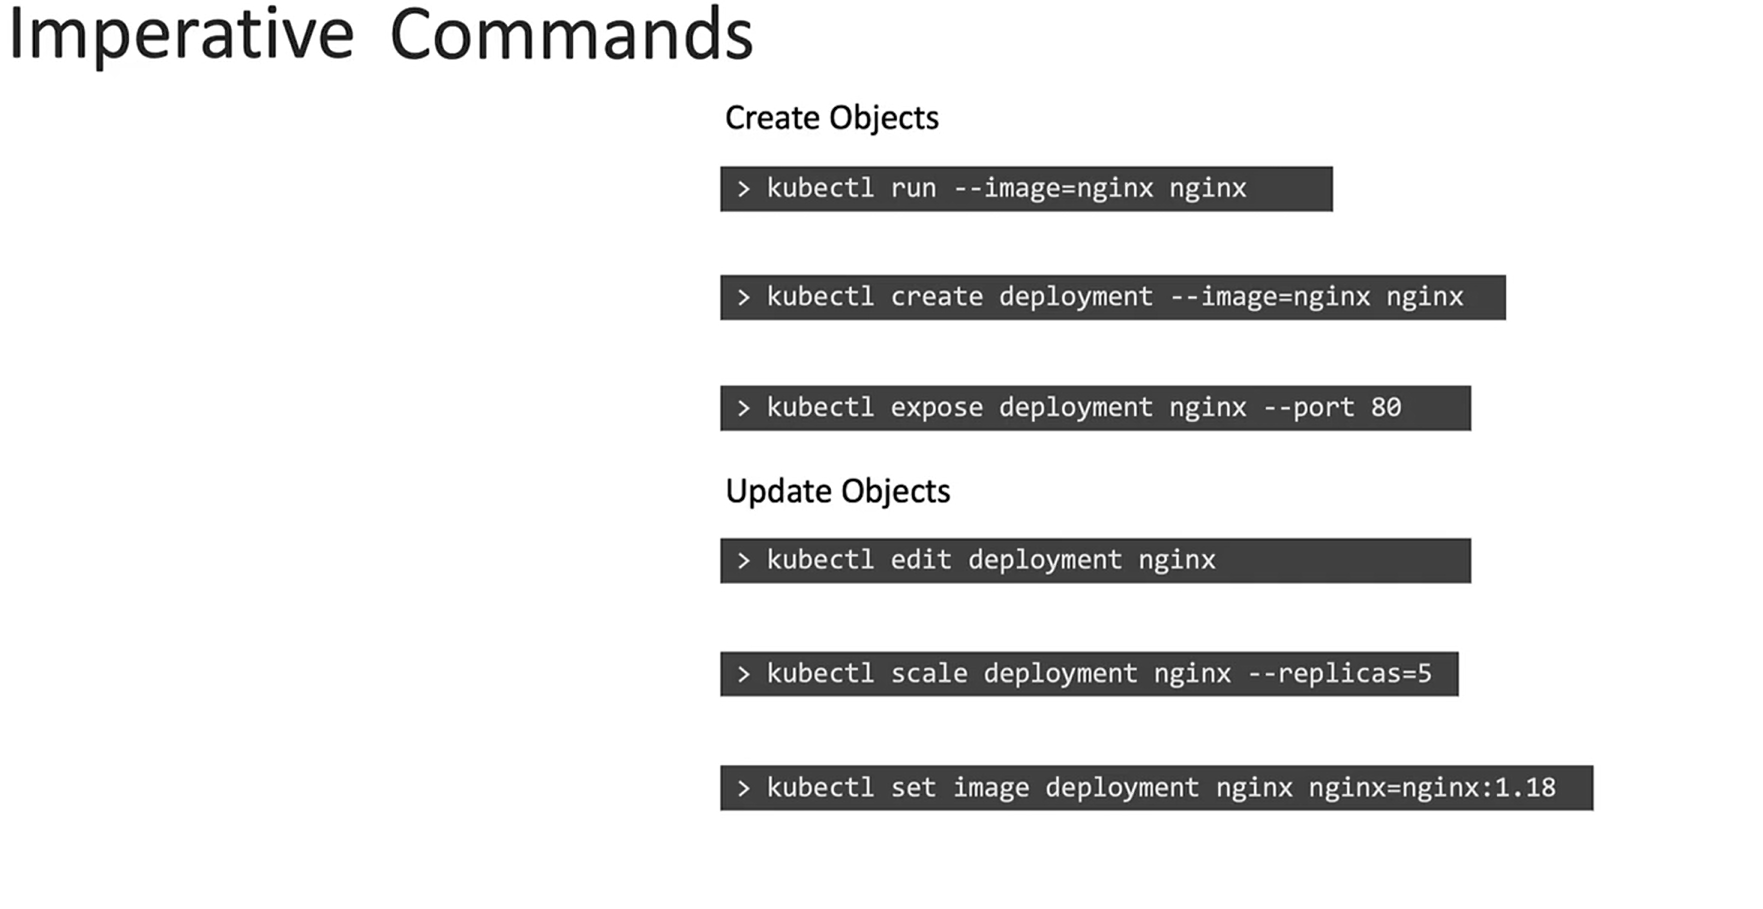 Imperative Commands
Create Objects
> kubectl run --image=nginx nginx
> kubectl create deployment --image=nginx nginx
> kubectl expose deployment nginx --port 80
Update Objects
> kubectl edit deployment nginx
> kubectl scale deployment nginx --replicas=5
> kubectl set image deployment nginx nginx=nginx:1.18